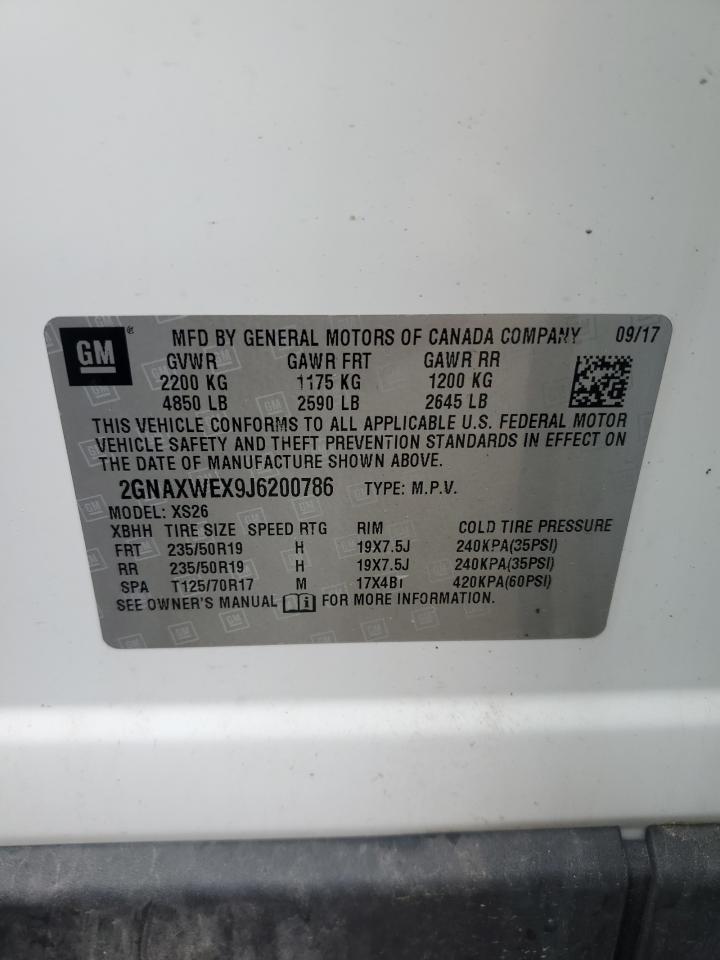 GM ® MFD BY GENERAL MOTORS OF CANADA COMPANY 09/17
GVWR GAWR FRT GAWR RR
2200 KG 1175 KG 1200 KG
4850 LB 2590 LB 2645 LB
THIS VEHICLE CONFORMS TO ALL APPLICABLE U.S. FEDERAL MOTOR
VEHICLE SAFETY AND THEFT PREVENTION STANDARDS IN EFFECT ON
THE DATE OF MANUFACTURE SHOWN ABOVE.
2GNAXWEX9J6200786 TYPE: M.P.V.
MODEL: XS26
XBHH TIRE SIZE SPEED RTG RIM COLD TIRE PRESSURE
FRT 235/50R19 H 19X7.5J 240KPA(35PSI)
RR 235/50R19 H 19X7.5J 240KPA(35PSI)
SPA T125/70R17 M 17X4BT 420KPA(60PSI)
SEE OWNER'S MANUAL i FOR MORE INFORMATION.